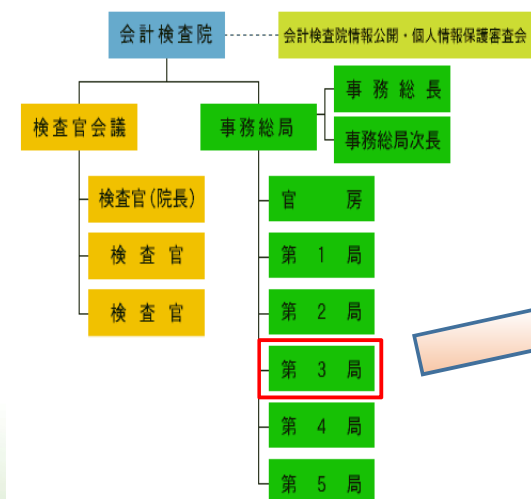 会計検査院
会計検査院情報公開・個人情報保護審査会
検査官会議
事務総局
事務総長
事務総局次長
検査官(院長)
検査官
検査官
官房
第1局
第2局
第3局
第4局
第5局